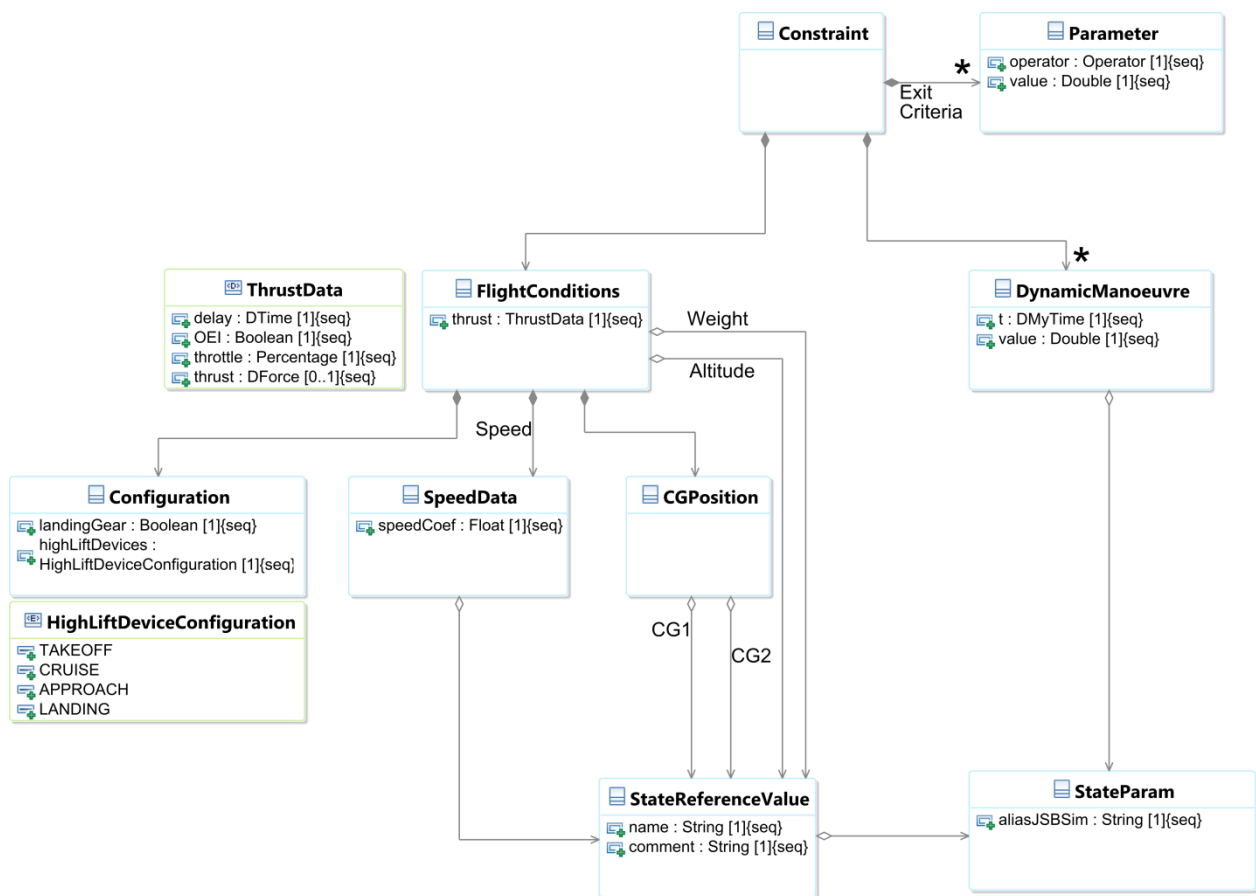 Constraint
Parameter
operator : Operator [1]{seq}
value : Double [1]{seq}
*
Exit
Criteria
*
ThrustData
delay : DTime [1]{seq}
OEI : Boolean [1]{seq}
throttle : Percentage [1]{seq}
thrust : DForce [0..1]{seq}
FlightConditions
thrust : ThrustData [1]{seq}
Weight
Altitude
DynamicManoeuvre
t : DMyTime [1]{seq}
value : Double [1]{seq}
Speed
Configuration
landingGear : Boolean [1]{seq}
highLiftDevices :
HighLiftDeviceConfiguration [1]{seq}
SpeedData
speedCoef : Float [1]{seq}
CGPosition
HighLiftDeviceConfiguration
TAKEOFF
CRUISE
APPROACH
LANDING
CG1
CG2
StateReferenceValue
name : String [1]{seq}
comment : String [1]{seq}
StateParam
aliasJSBSim : String [1]{seq}